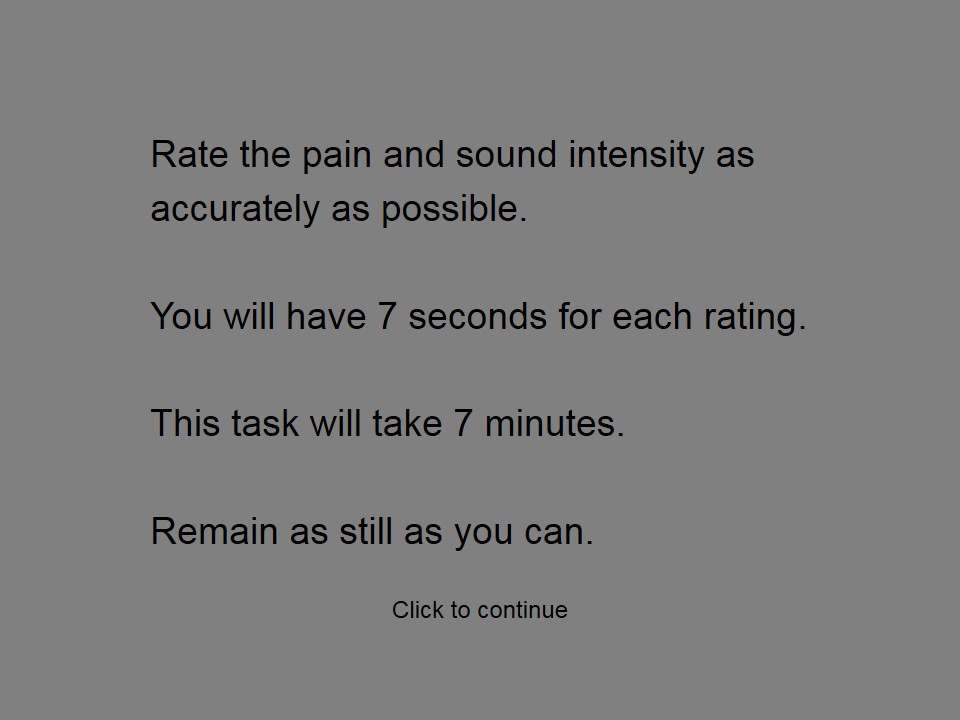 Rate the pain and sound intensity as
accurately as possible.
You will have 7 seconds for each rating.
This task will take 7 minutes.
Remain as still as you can.
Click to continue